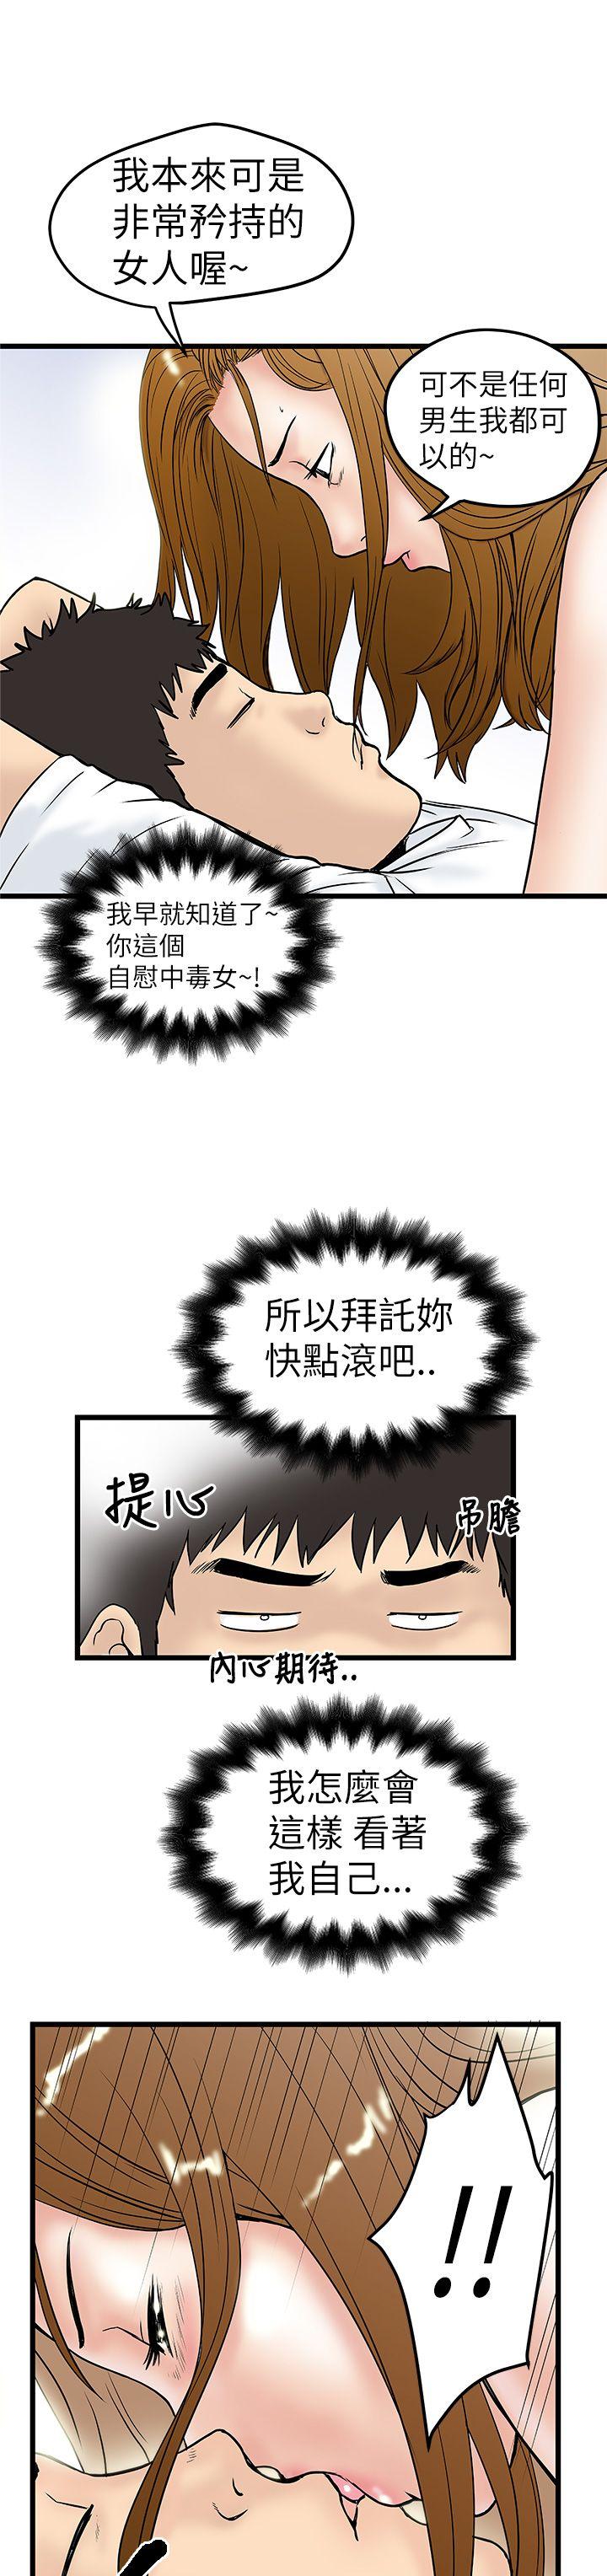 我本來可是
非常矜持的
女人喔~
可不是任何
男生我都可
以的~
我早就知道了~
你這個
自慰中毒女~!
所以拜託妳
快點滾吧..
提心
吊膽
內心期待..
我怎麼會
這樣 看著
我自己...
!!